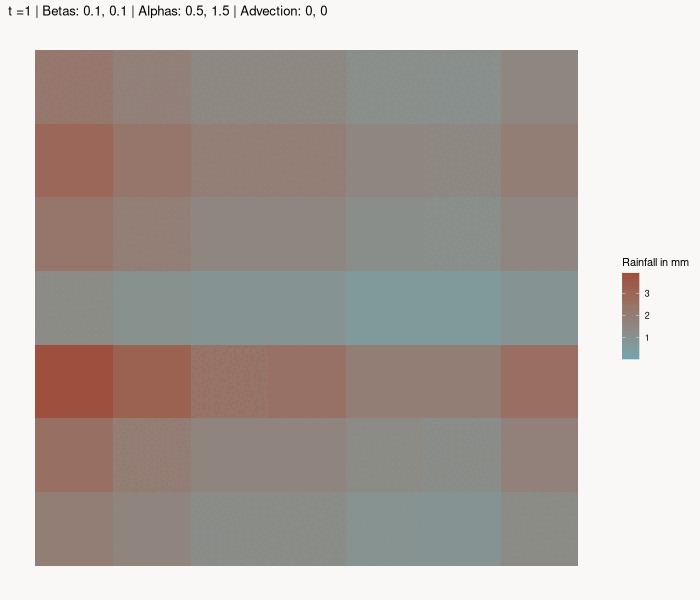 t =1 | Betas: 0.1, 0.1 | Alphas: 0.5, 1.5 | Advection: 0, 0
Rainfall in mm
3
2
1